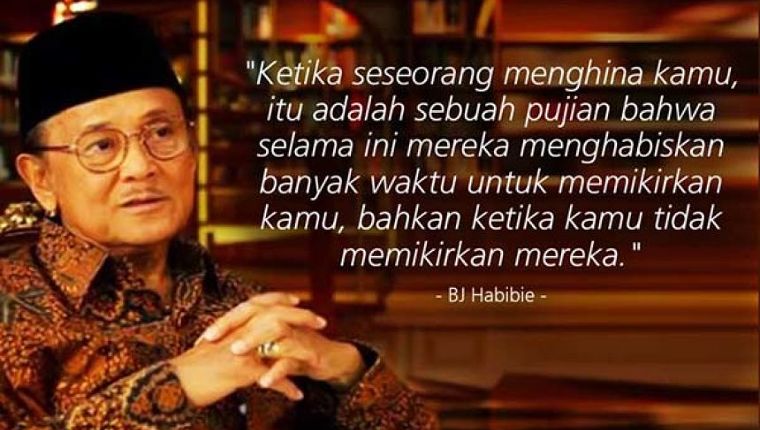 "Ketika seseorang menghina kamu,
itu adalah sebuah pujian bahwa
selama ini mereka menghabiskan
banyak waktu untuk memikirkan
kamu, bahkan ketika kamu tidak
memikirkan mereka."
- BJ Habibie -